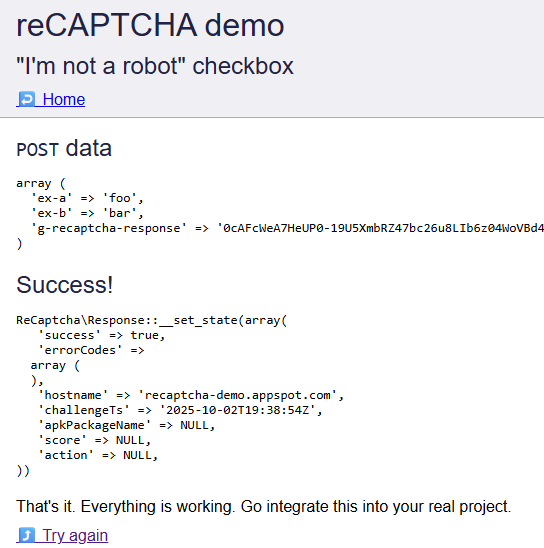 reCAPTCHA demo
"I'm not a robot" checkbox
Home
POST data
array (
  'ex-a' => 'foo',
  'ex-b' => 'bar',
  'g-recaptcha-response' => '0cAFcWeA7HeUP0-19U5XmbRZ47bc26u8LIb6z04WoVBd4
)
Success!
ReCaptcha\Response::__set_state(array(
   'success' => true,
   'errorCodes' =>
  array (
  ),
   'hostname' => 'recaptcha-demo.appspot.com',
   'challengeTs' => '2025-10-02T19:38:54Z',
   'apkPackageName' => NULL,
   'score' => NULL,
   'action' => NULL,
))
That's it. Everything is working. Go integrate this into your real project.
Try again